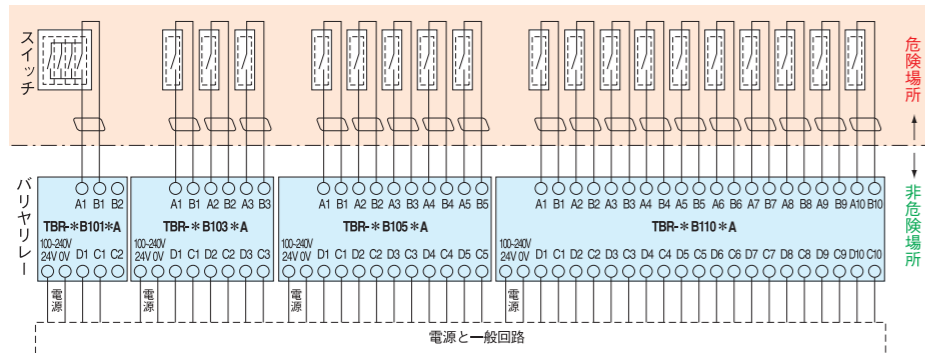 スイッチ
危険場所
バリヤリレー
非危険場所
A1 B1 B2
TBR-＊B101＊A
100-240V
24V 0V D1 C1 C2
電源
A1 B1 A2 B2 A3 B3
TBR-＊B103＊A
100-240V
24V 0V D1 C1 D2 C2 D3 C3
電源
A1 B1 A2 B2 A3 B3 A4 B4 A5 B5
TBR-＊B105＊A
100-240V
24V 0V D1 C1 D2 C2 D3 C3 D4 C4 D5 C5
電源
A1 B1 A2 B2 A3 B3 A4 B4 A5 B5 A6 B6 A7 B7 A8 B8 A9 B9 A10 B10
TBR-＊B110＊A
100-240V
24V 0V D1 C1 D2 C2 D3 C3 D4 C4 D5 C5 D6 C6 D7 C7 D8 C8 D9 C9 D10 C10
電源
電源と一般回路